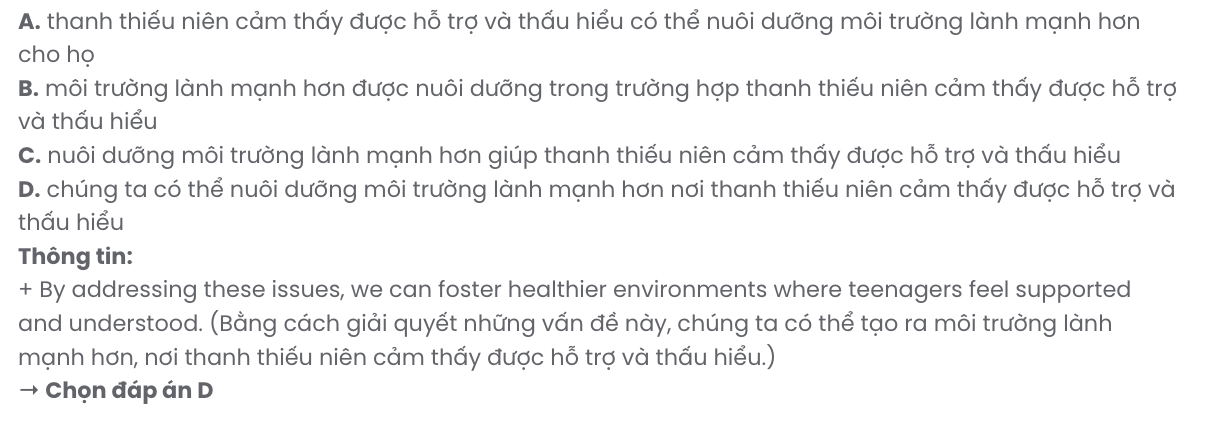 A. thanh thiếu niên cảm thấy được hỗ trợ và thấu hiểu có thể nuôi dưỡng môi trường lành mạnh hơn
cho họ
B. môi trường lành mạnh hơn được nuôi dưỡng trong trường hợp thanh thiếu niên cảm thấy được hỗ trợ
và thấu hiểu
C. nuôi dưỡng môi trường lành mạnh hơn giúp thanh thiếu niên cảm thấy được hỗ trợ và thấu hiểu
D. chúng ta có thể nuôi dưỡng môi trường lành mạnh hơn nơi thanh thiếu niên cảm thấy được hỗ trợ và
thấu hiểu
Thông tin:
+ By addressing these issues, we can foster healthier environments where teenagers feel supported
and understood. (Bằng cách giải quyết những vấn đề này, chúng ta có thể tạo ra môi trường lành
mạnh hơn, nơi thanh thiếu niên cảm thấy được hỗ trợ và thấu hiểu.)
→ Chọn đáp án D